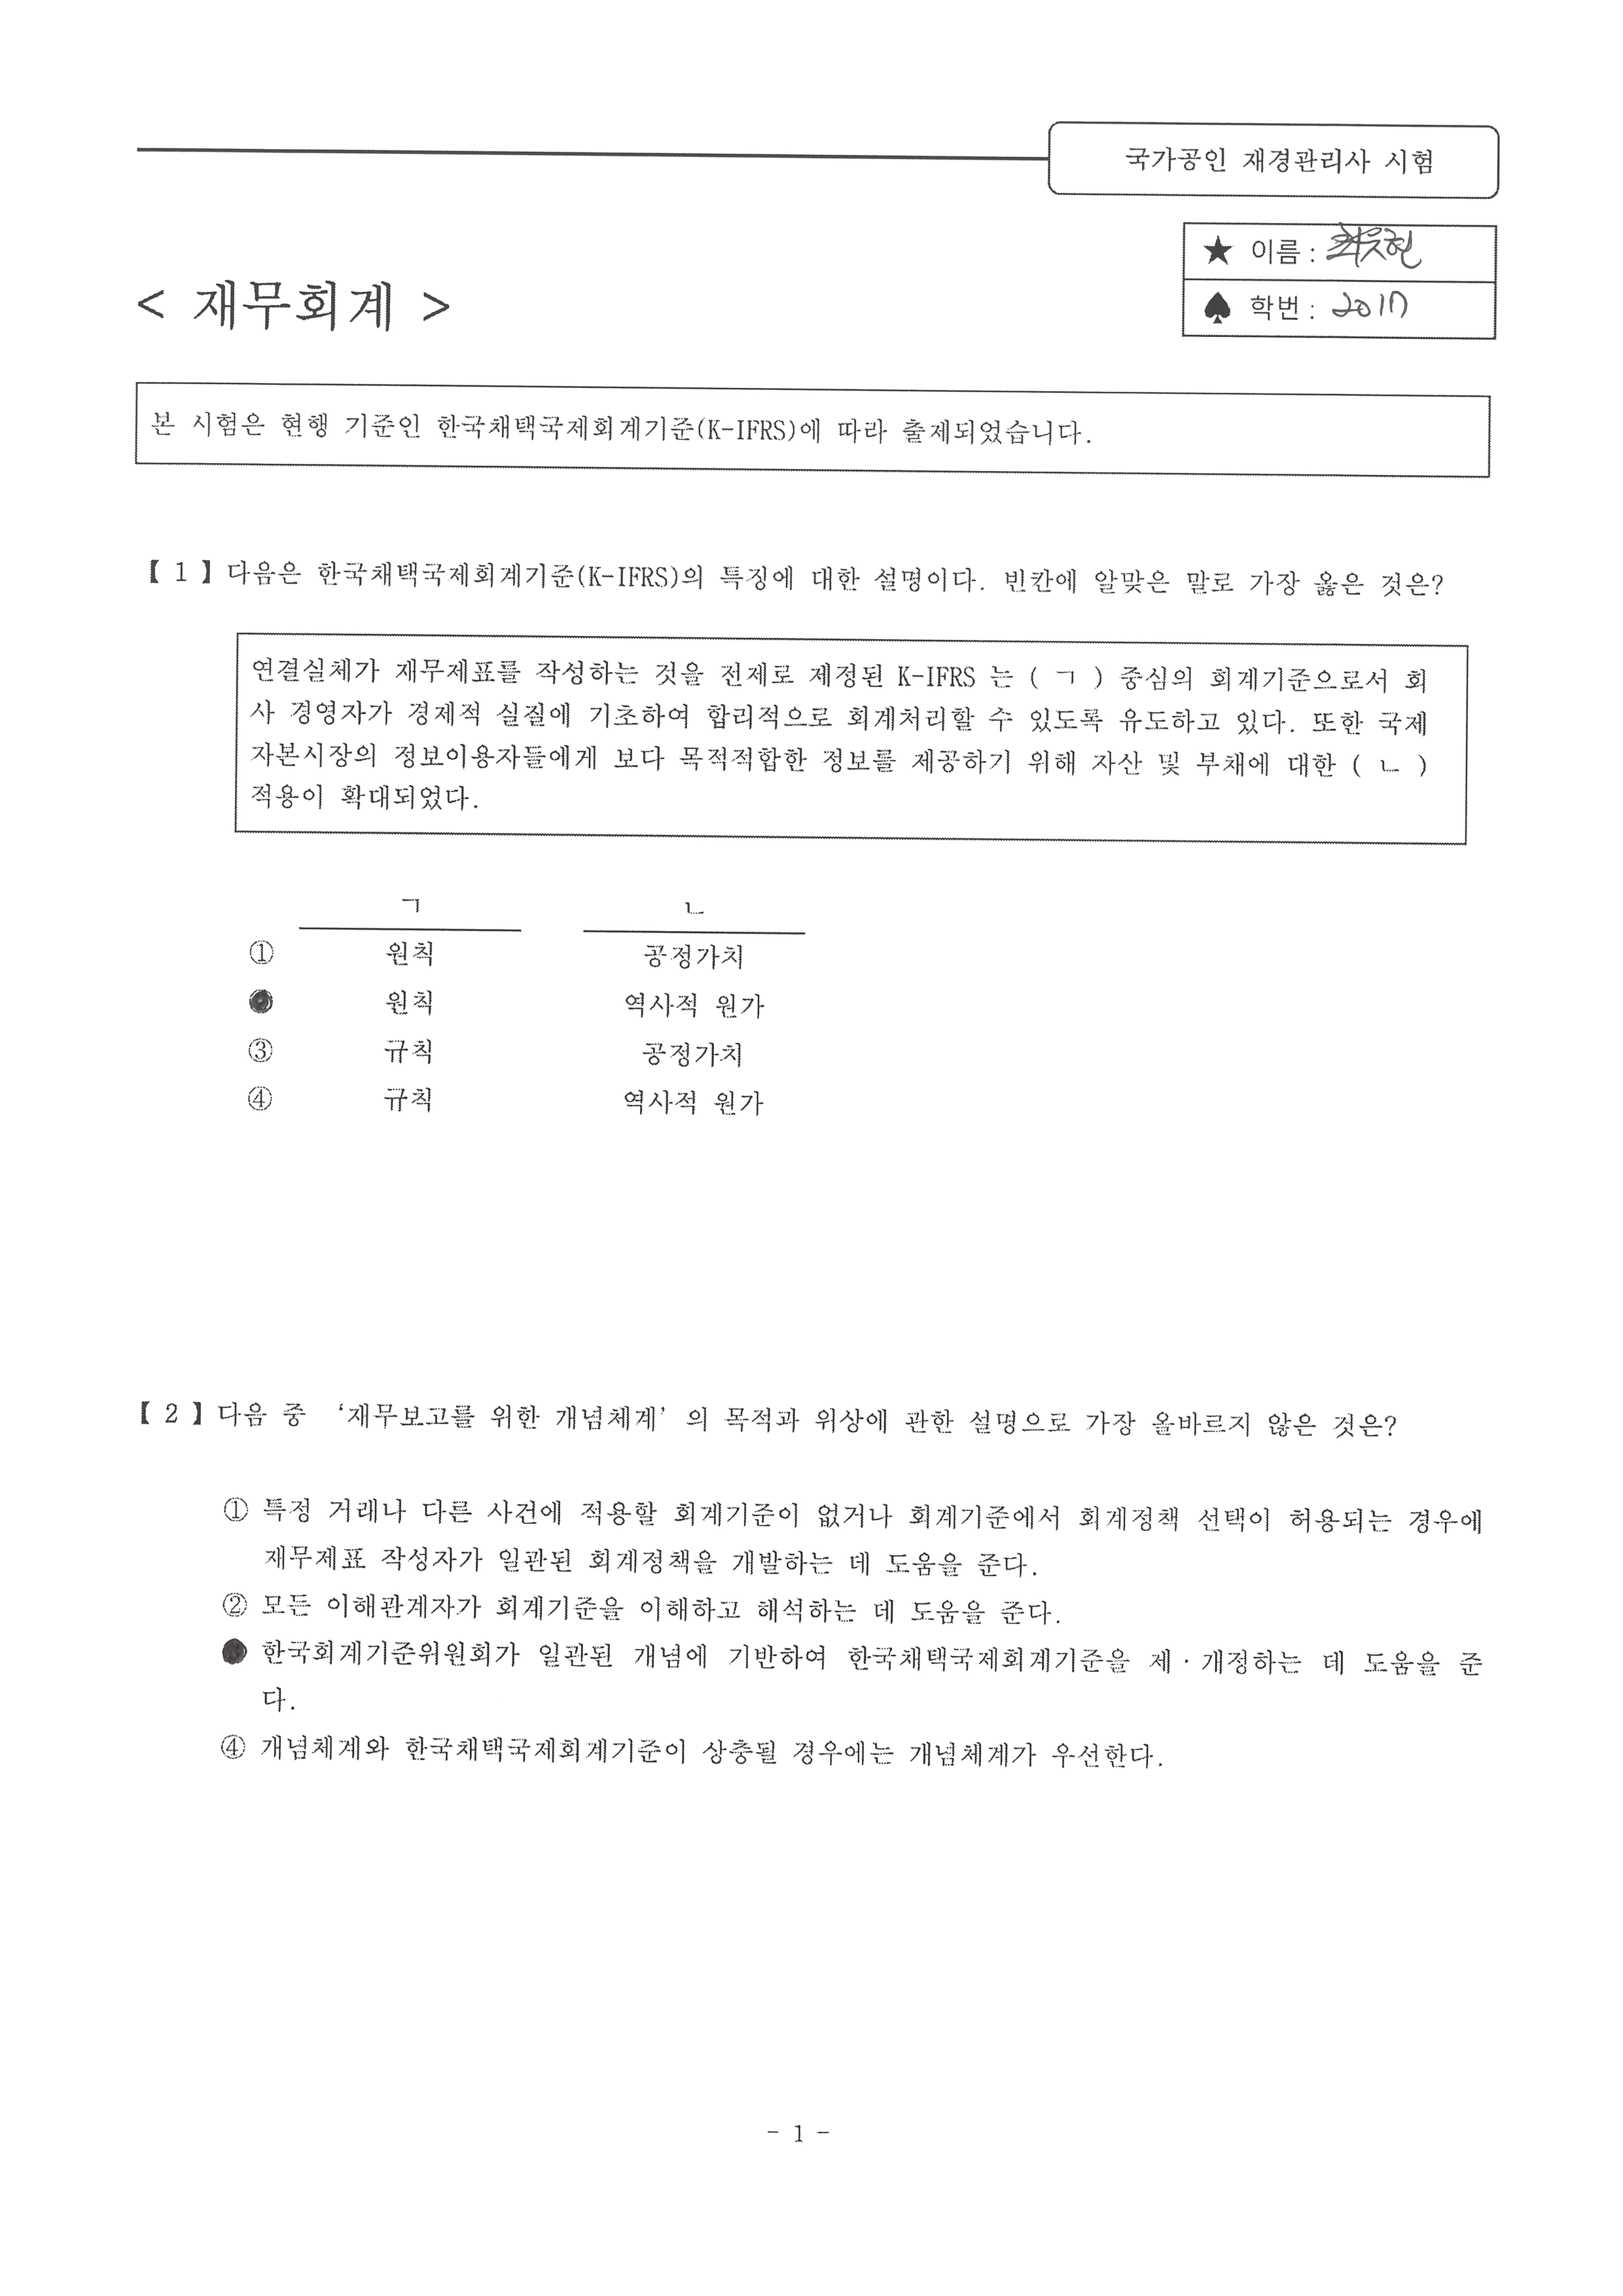 국가공인 재경관리사 시험
★ 이름 :
♠ 학번 : 2017
< 재무회계 >
본 시험은 현행 기준인 한국채택국제회계기준(K-IFRS)에 따라 출제되었습니다.
【 1 】 다음은 한국채택국제회계기준(K-IFRS)의 특징에 대한 설명이다. 빈칸에 알맞은 말로 가장 옳은 것은?
연결실체가 재무제표를 작성하는 것을 전제로 제정된 K-IFRS 는 ( ㄱ ) 중심의 회계기준으로서 회
사 경영자가 경제적 실질에 기초하여 합리적으로 회계처리할 수 있도록 유도하고 있다. 또한 국제
자본시장의 정보이용자들에게 보다 목적적합한 정보를 제공하기 위해 자산 및 부채에 대한 ( ㄴ )
적용이 확대되었다.
ㄱ ㄴ
① 원칙 공정가치
원칙 역사적 원가
③ 규칙 공정가치
④ 규칙 역사적 원가
【 2 】 다음 중 ‘재무보고를 위한 개념체계’ 의 목적과 위상에 관한 설명으로 가장 올바르지 않은 것은?
① 특정 거래나 다른 사건에 적용할 회계기준이 없거나 회계기준에서 회계정책 선택이 허용되는 경우에
재무제표 작성자가 일관된 회계정책을 개발하는 데 도움을 준다.
② 모든 이해관계자가 회계기준을 이해하고 해석하는 데 도움을 준다.
한국회계기준위원회가 일관된 개념에 기반하여 한국채택국제회계기준을 제·개정하는 데 도움을 준
다.
④ 개념체계와 한국채택국제회계기준이 상충될 경우에는 개념체계가 우선한다.
- 1 -